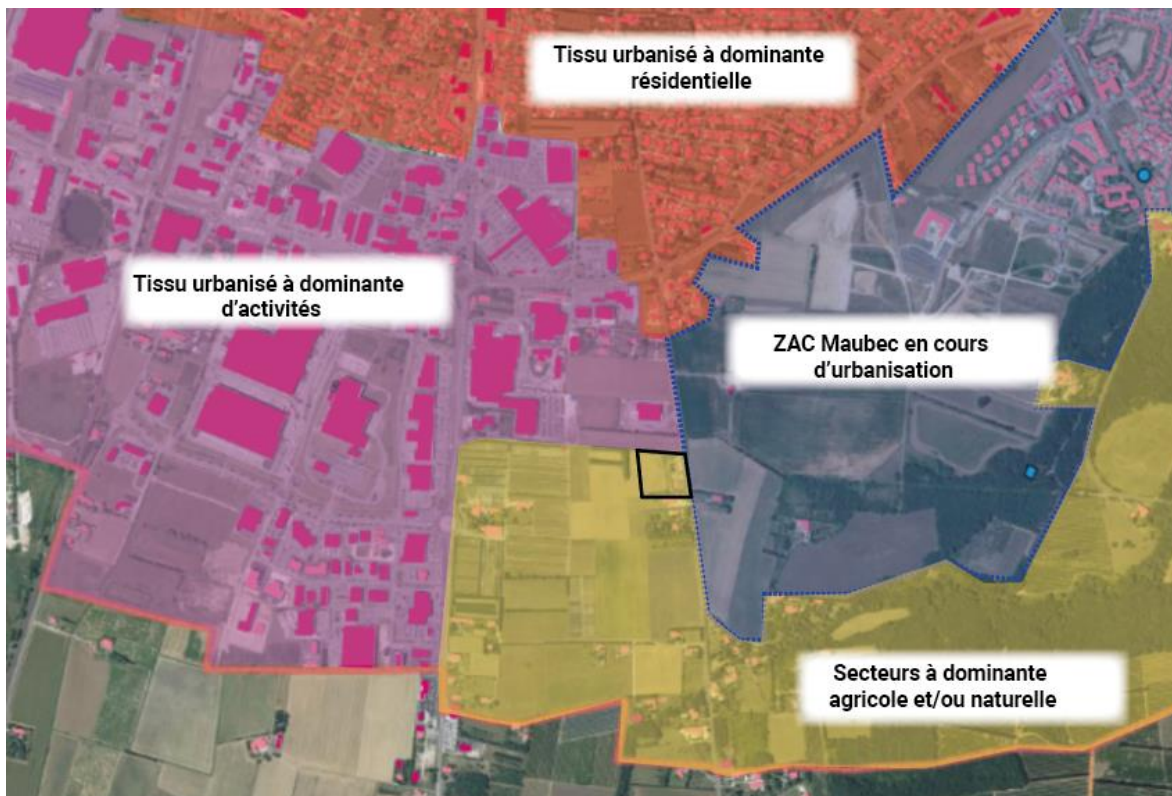 Tissu urbanisé à dominante
résidentielle
Tissu urbanisé à dominante
d'activités
ZAC Maubec en cours
d'urbanisation
Secteurs à dominante
agricole et/ou naturelle